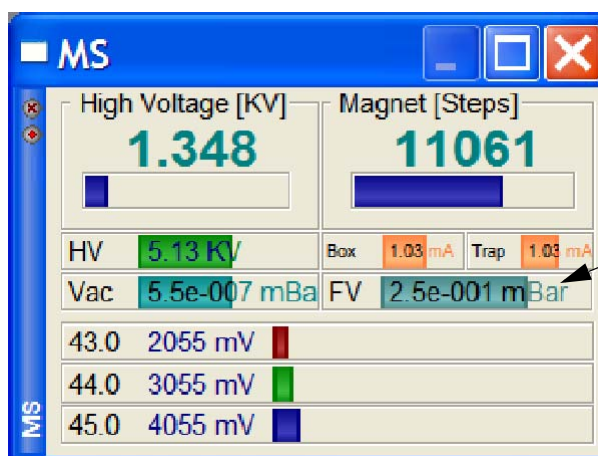 MS
High Voltage [KV] Magnet [Steps]
1.348 11061
HV 5.13 KV Box 1.03 mA Trap 1.03 mA
Vac 5.5e-007 mBa FV 2.5e-001 mBar
43.0 2055 mV
44.0 3055 mV
45.0 4055 mV
MS